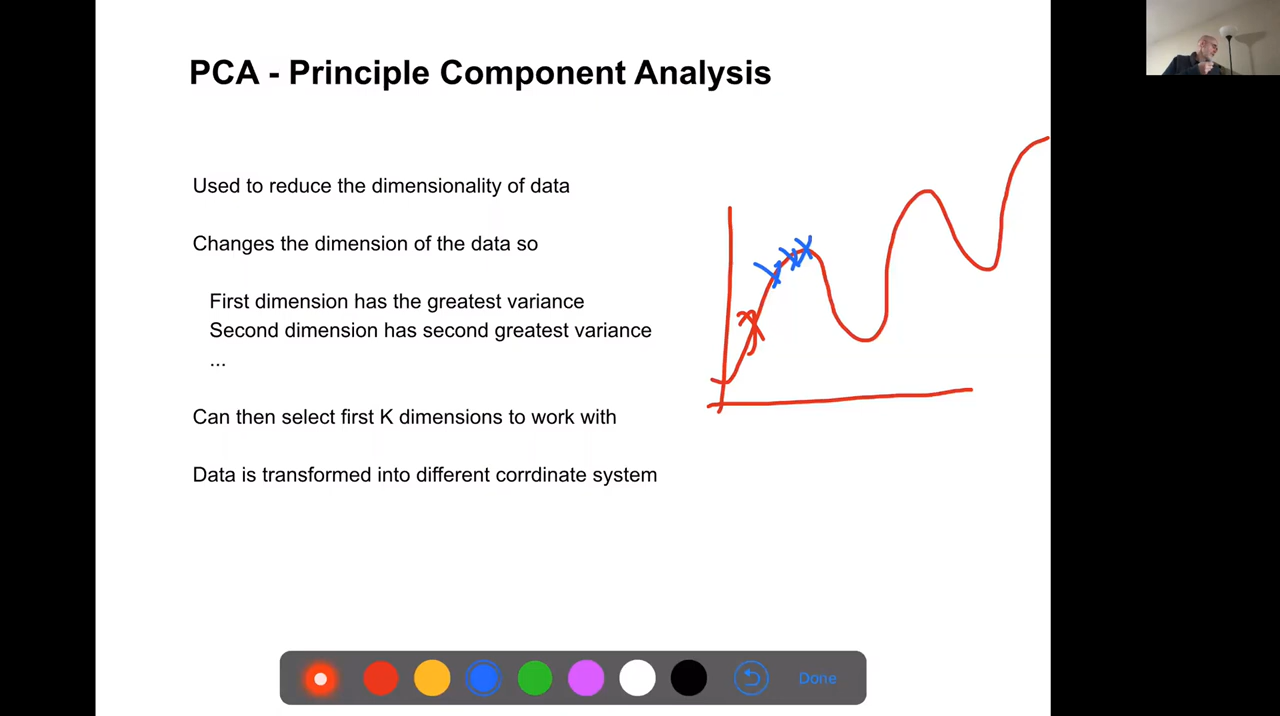 PCA - Principle Component Analysis
Used to reduce the dimensionality of data
Changes the dimension of the data so
First dimension has the greatest variance
Second dimension has second greatest variance
...
Can then select first K dimensions to work with
Data is transformed into different corrdinate system
Done